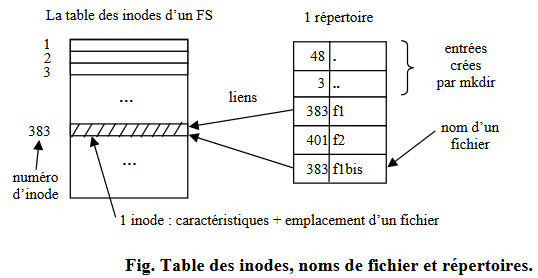 La table des inodes d'un FS
1 répertoire
1
2
3
...
383
...
numéro
d'inode
liens
48 .
3 ..
383 f1
401 f2
383 f1bis
entrées
crées
par mkdir
nom d'un
fichier
1 inode : caractéristiques + emplacement d'un fichier
Fig. Table des inodes, noms de fichier et répertoires.